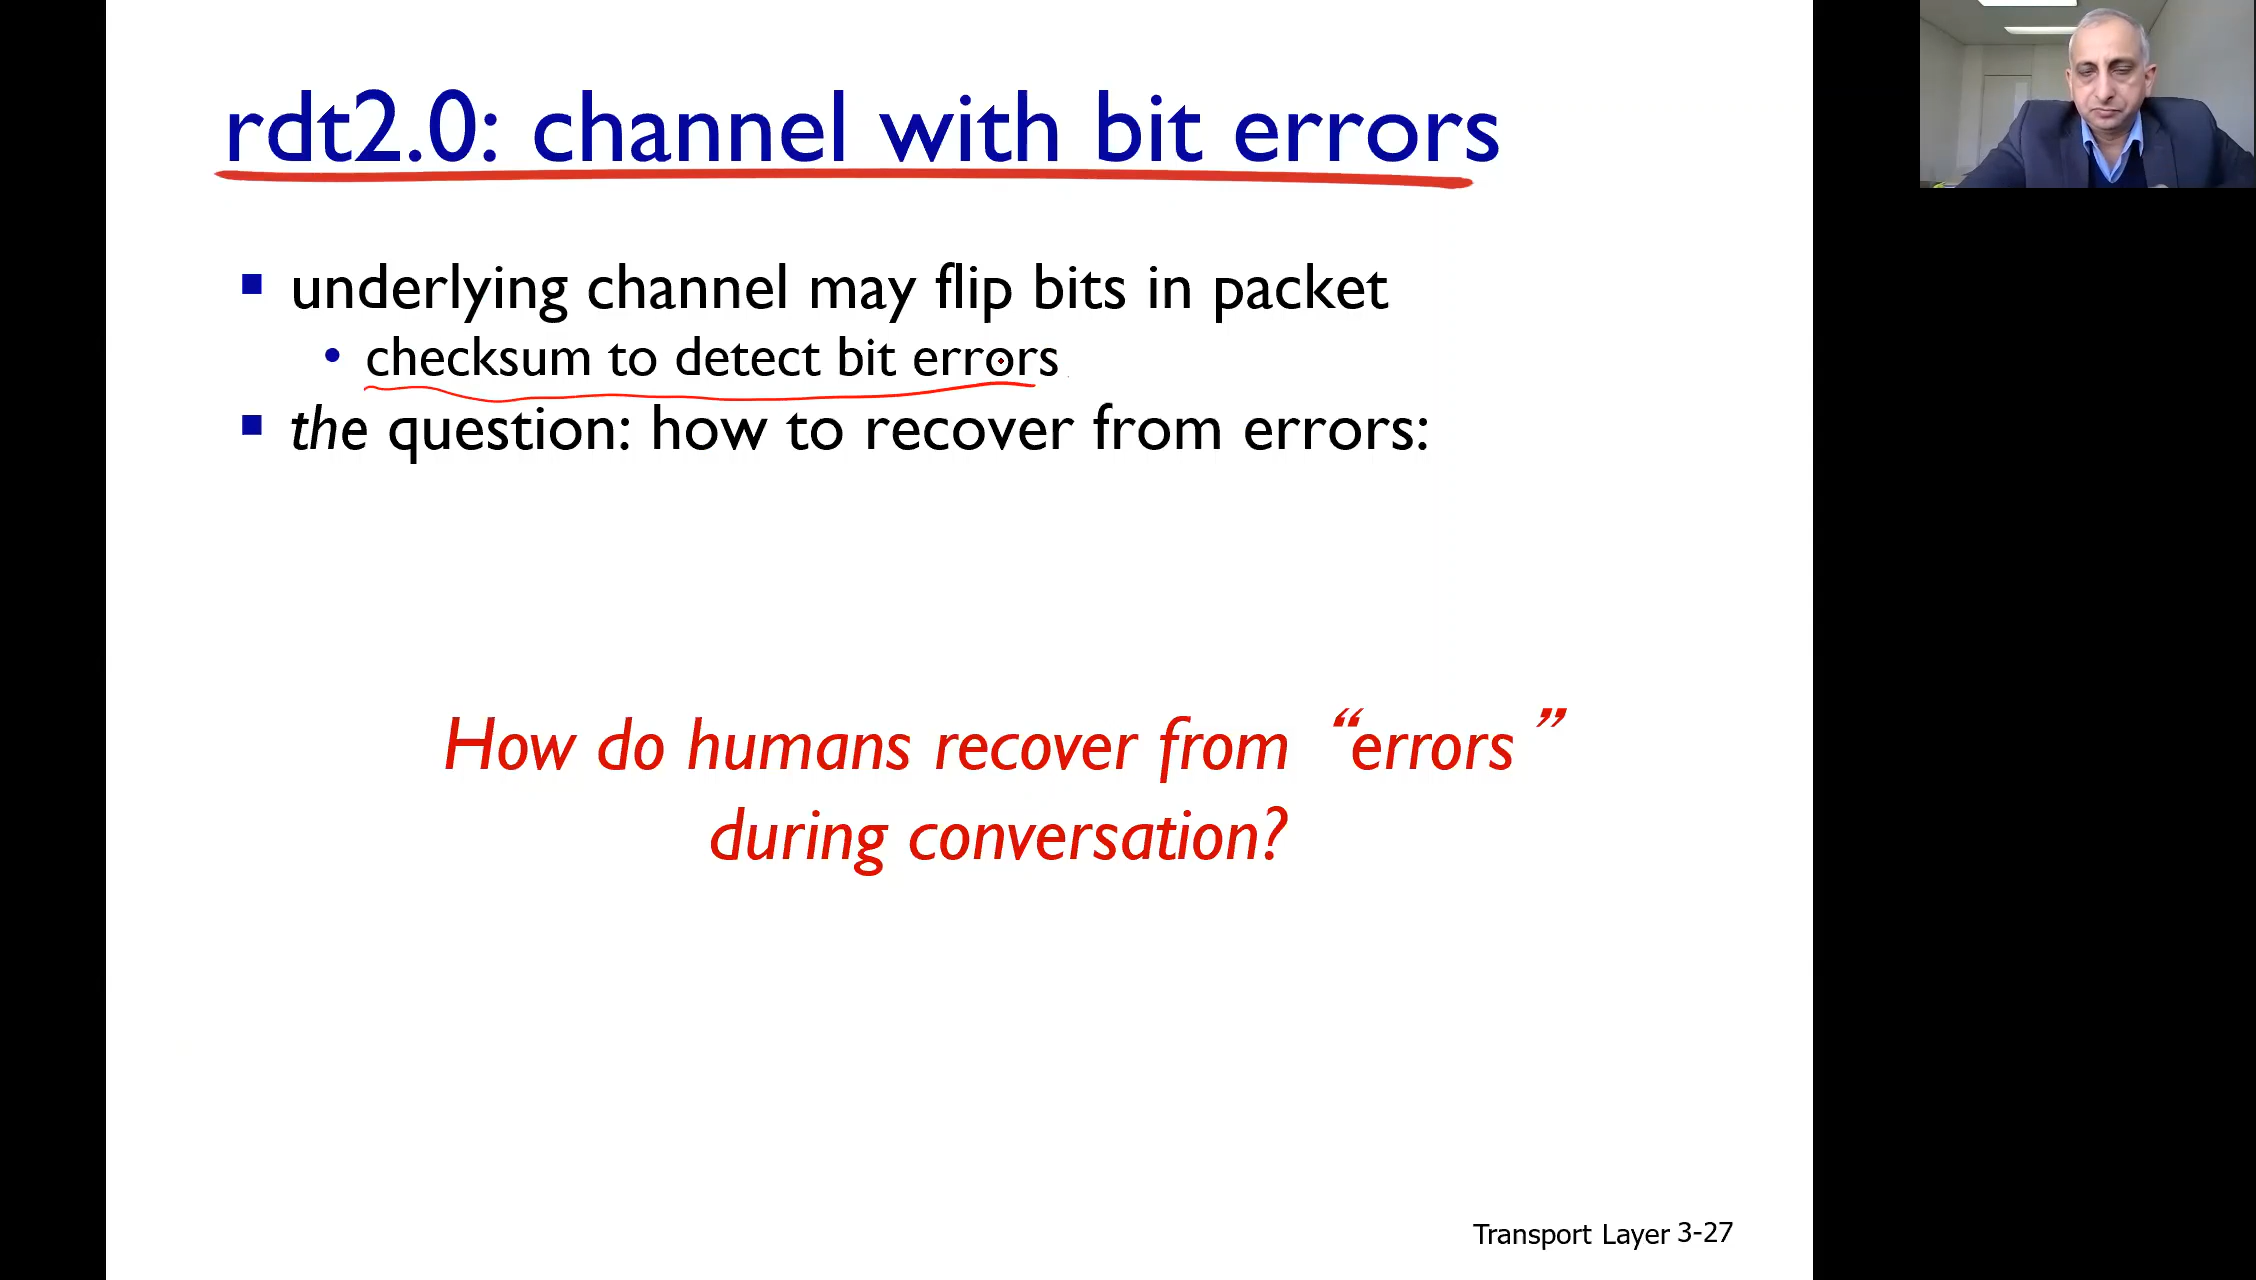 rdt2.0: channel with bit errors
▪ underlying channel may flip bits in packet
• checksum to detect bit errors
▪ the question: how to recover from errors:
How do humans recover from “errors”
during conversation?
Transport Layer 3-27